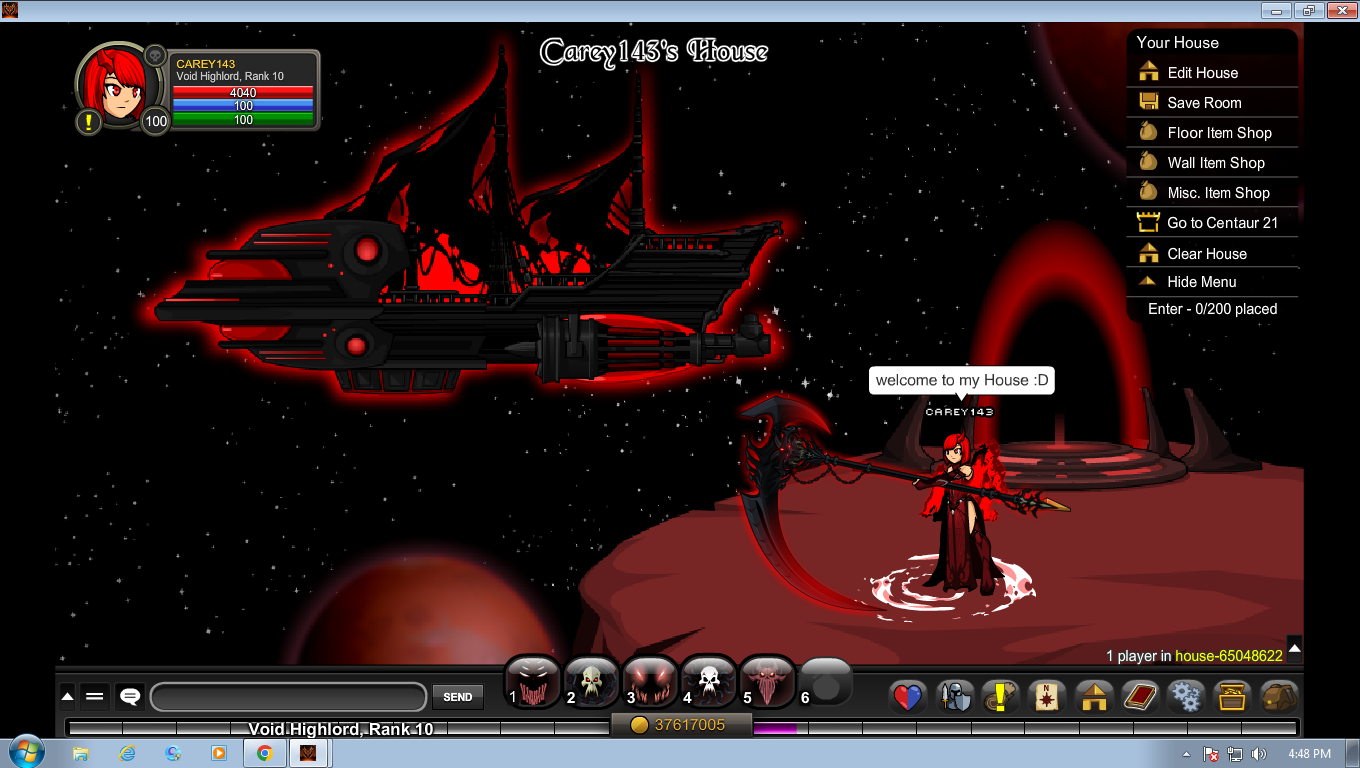 Carey143's House
CAREY143
Void Highlord, Rank 10
4040
100
100
100
Your House
Edit House
Save Room
Floor Item Shop
Wall Item Shop
Misc. Item Shop
Go to Centaur 21
Clear House
Hide Menu
Enter - 0/200 placed
welcome to my House :D
CAREY143
1 player in house-65048622
1
2
3
4
5
6
SEND
N
Void Highlord, Rank 10
37617005
4:48 PM